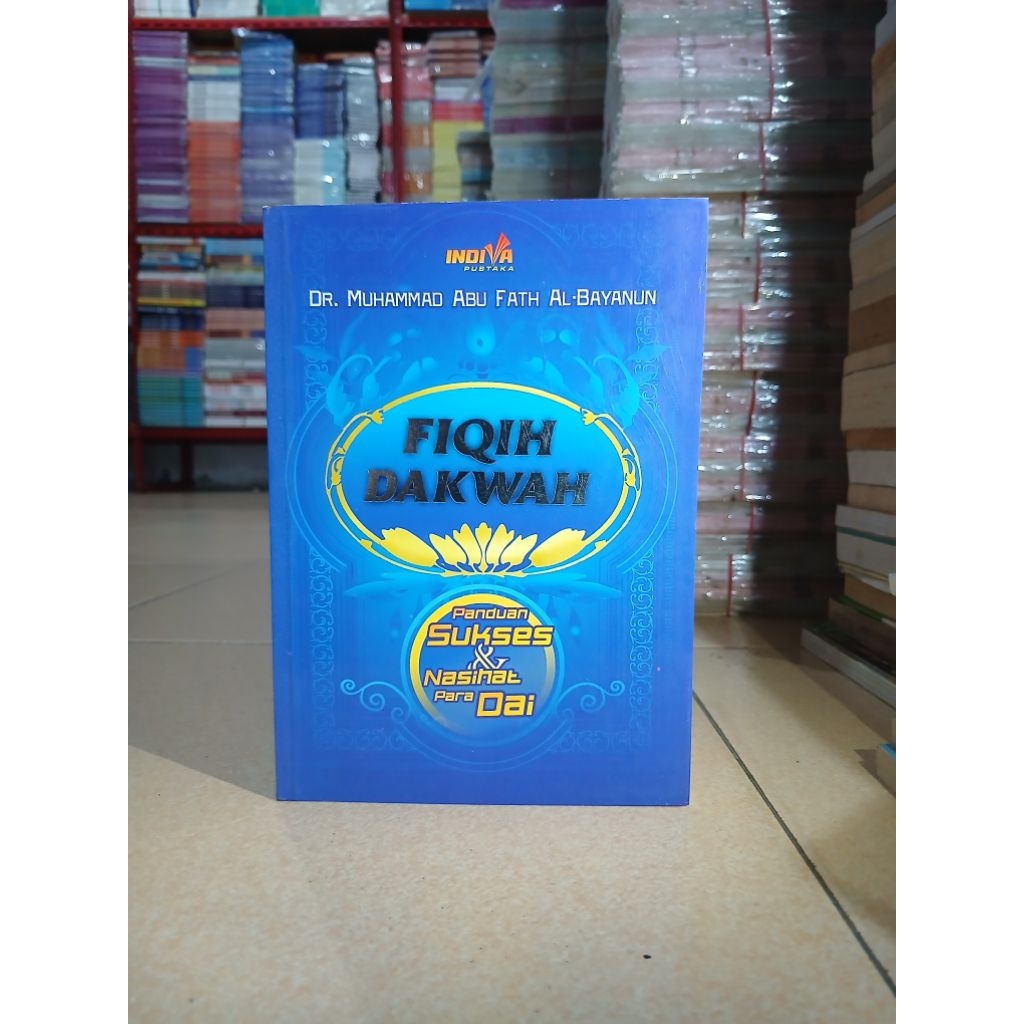 INDIVA
PUSTAKA
DR. MUHAMMAD ABU FATH AL-BAYANUN
FIQIH
DAKWAH
Panduan
Sukses
&
Nasihat
Para Dai